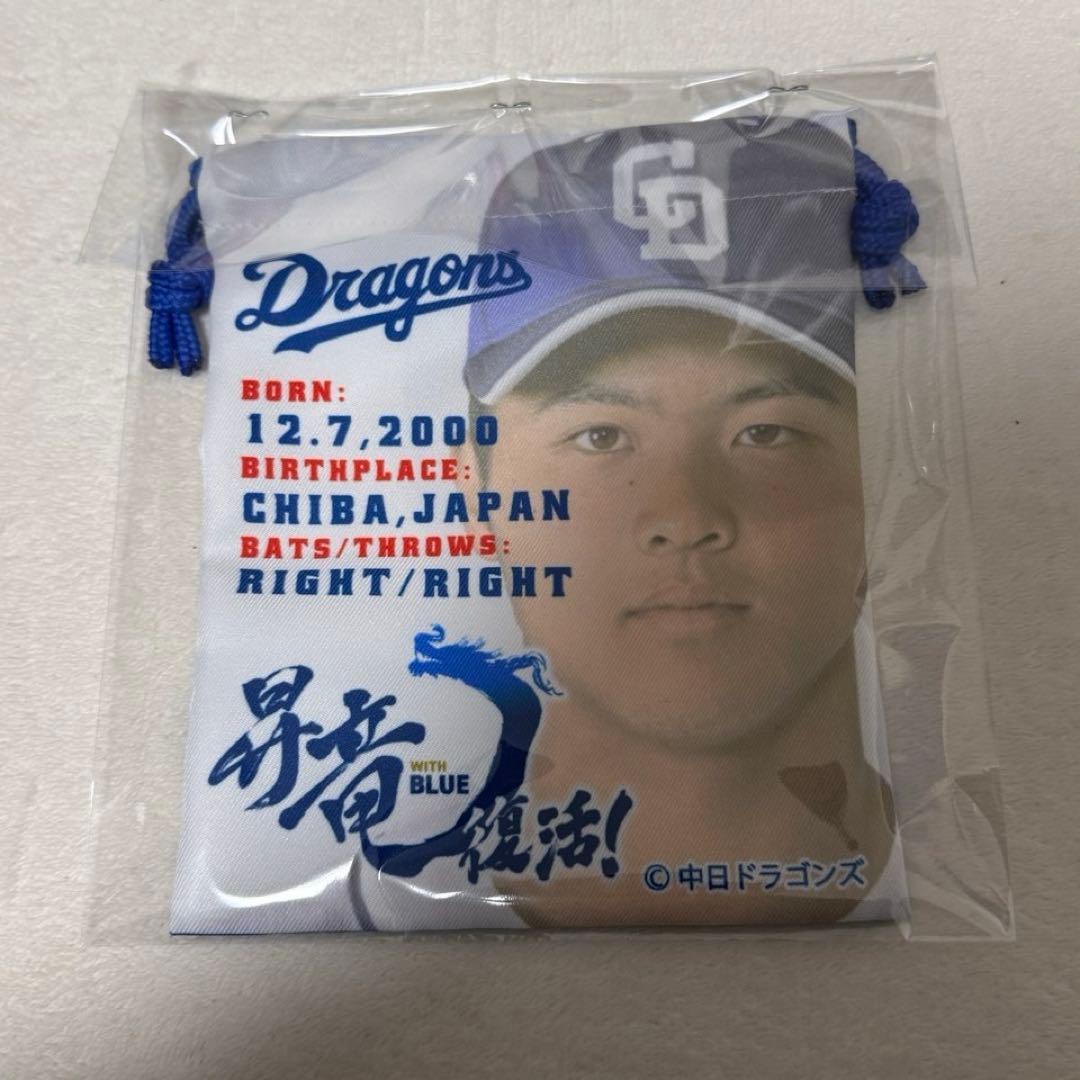 CD
Dragons
BORN:
12.7,2000
BIRTHPLACE:
CHIBA,JAPAN
BATS/THROWS:
RIGHT/RIGHT
昇竜
WITH
BLUE
復活!
© 中日ドラゴンズ